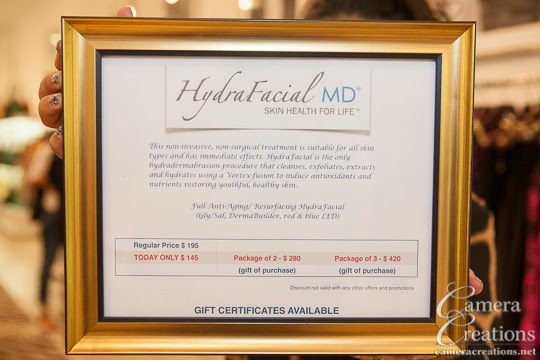 HydraFacial MD®
SKIN HEALTH FOR LIFE™
This non-invasive, non-surgical treatment is suitable for all skin
types and has immediate effects. HydraFacial is the only
hydradermabrasion procedure that cleanses, exfoliates, extracts
and hydrates using a Vortex-fusion to induce antioxidants and
nutrients restoring youthful, healthy skin.
Full Anti-Aging/ Resurfacing HydraFacial
(Gly/Sal, DermaBuilder, red & blue LED)
Regular Price $ 195
TODAY ONLY $ 145 Package of 2 - $ 280 Package of 3 - $ 420
(gift of purchase) (gift of purchase)
Discount not valid with any other offers and promotions.
GIFT CERTIFICATES AVAILABLE
Camera
Creations
cameracreations.net